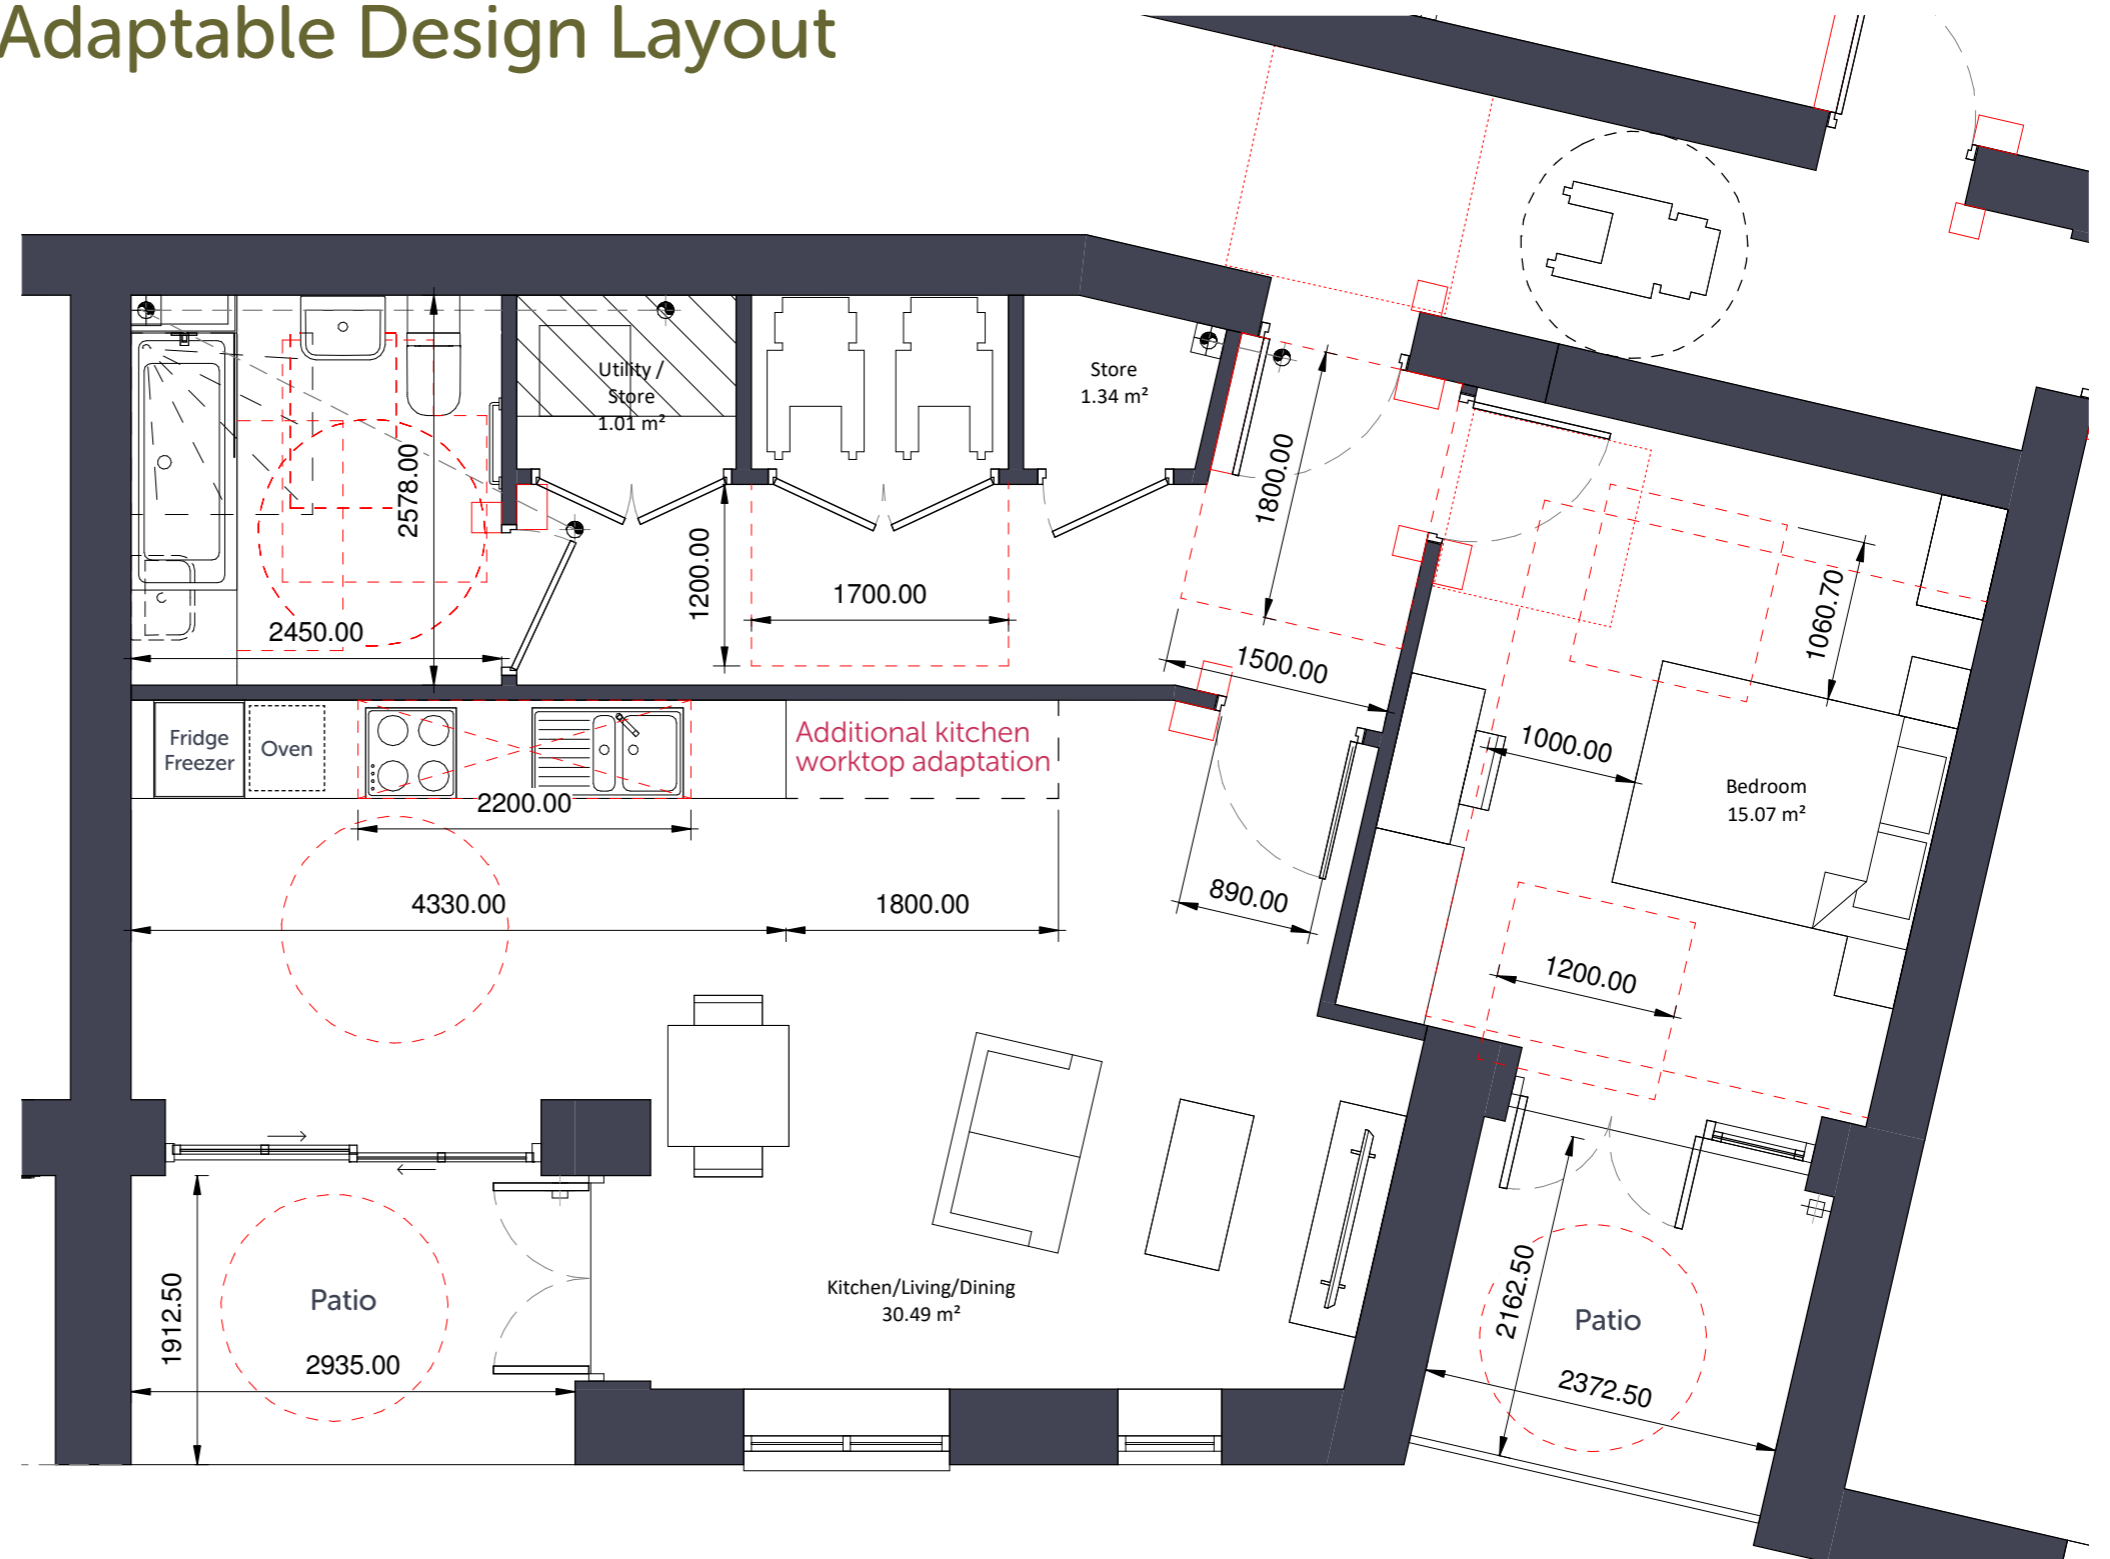 Adaptable Design Layout
Utility /
Store
1.01 m²
Store
1.34 m²
2578.00
1800.00
1200.00
1700.00
1060.70
2450.00
1500.00
Fridge
Freezer
Oven
Additional kitchen
worktop adaptation
1000.00
Bedroom
15.07 m²
2200.00
4330.00
1800.00
890.00
1200.00
Kitchen/Living/Dining
30.49 m²
Patio
1912.50
2935.00
2162.50
Patio
2372.50